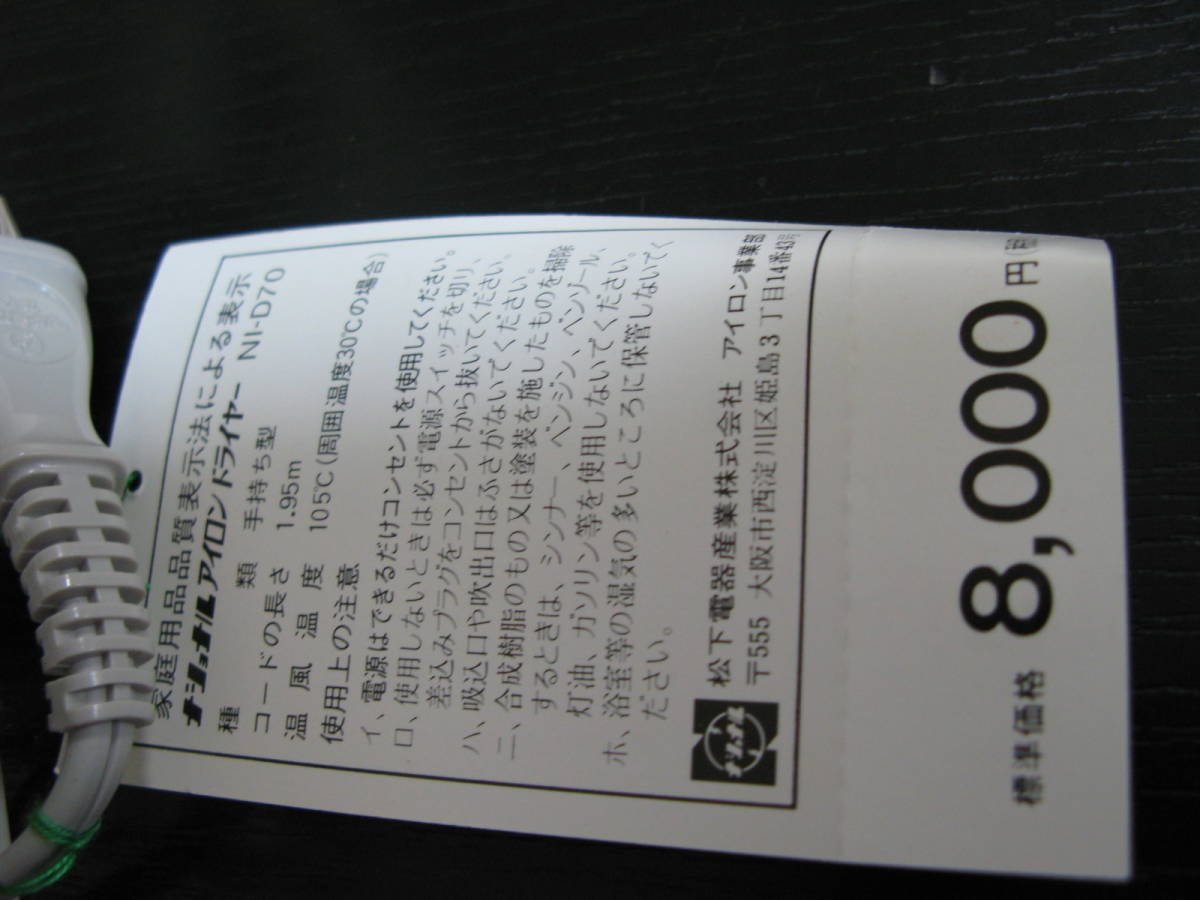 家庭用品品質表示法による表示
ナショナルアイロンドライヤー NI-D70
種類 手持ち型
コードの長さ 1.95m
温風温度 105℃(周囲温度30℃の場合)
使用上の注意
イ、電源はできるだけコンセントを使用してください。
ロ、使用しないときは必ず電源スイッチを切り、
差込みプラグをコンセントから抜いてください。
ハ、吸込口や吹出口はふさがないでください。
ニ、合成樹脂のもの又は塗装を施したものを掃除
するときは、シンナー、ベンジン、ベンゾール、
灯油、ガソリン等を使用しないでください。
ホ、浴室等の湿気の多いところに保管しないでく
ださい。
ナショナル
松下電器産業株式会社 アイロン事業部
〒555 大阪市西淀川区姫島3丁目14番43号
標準価格 8,000円